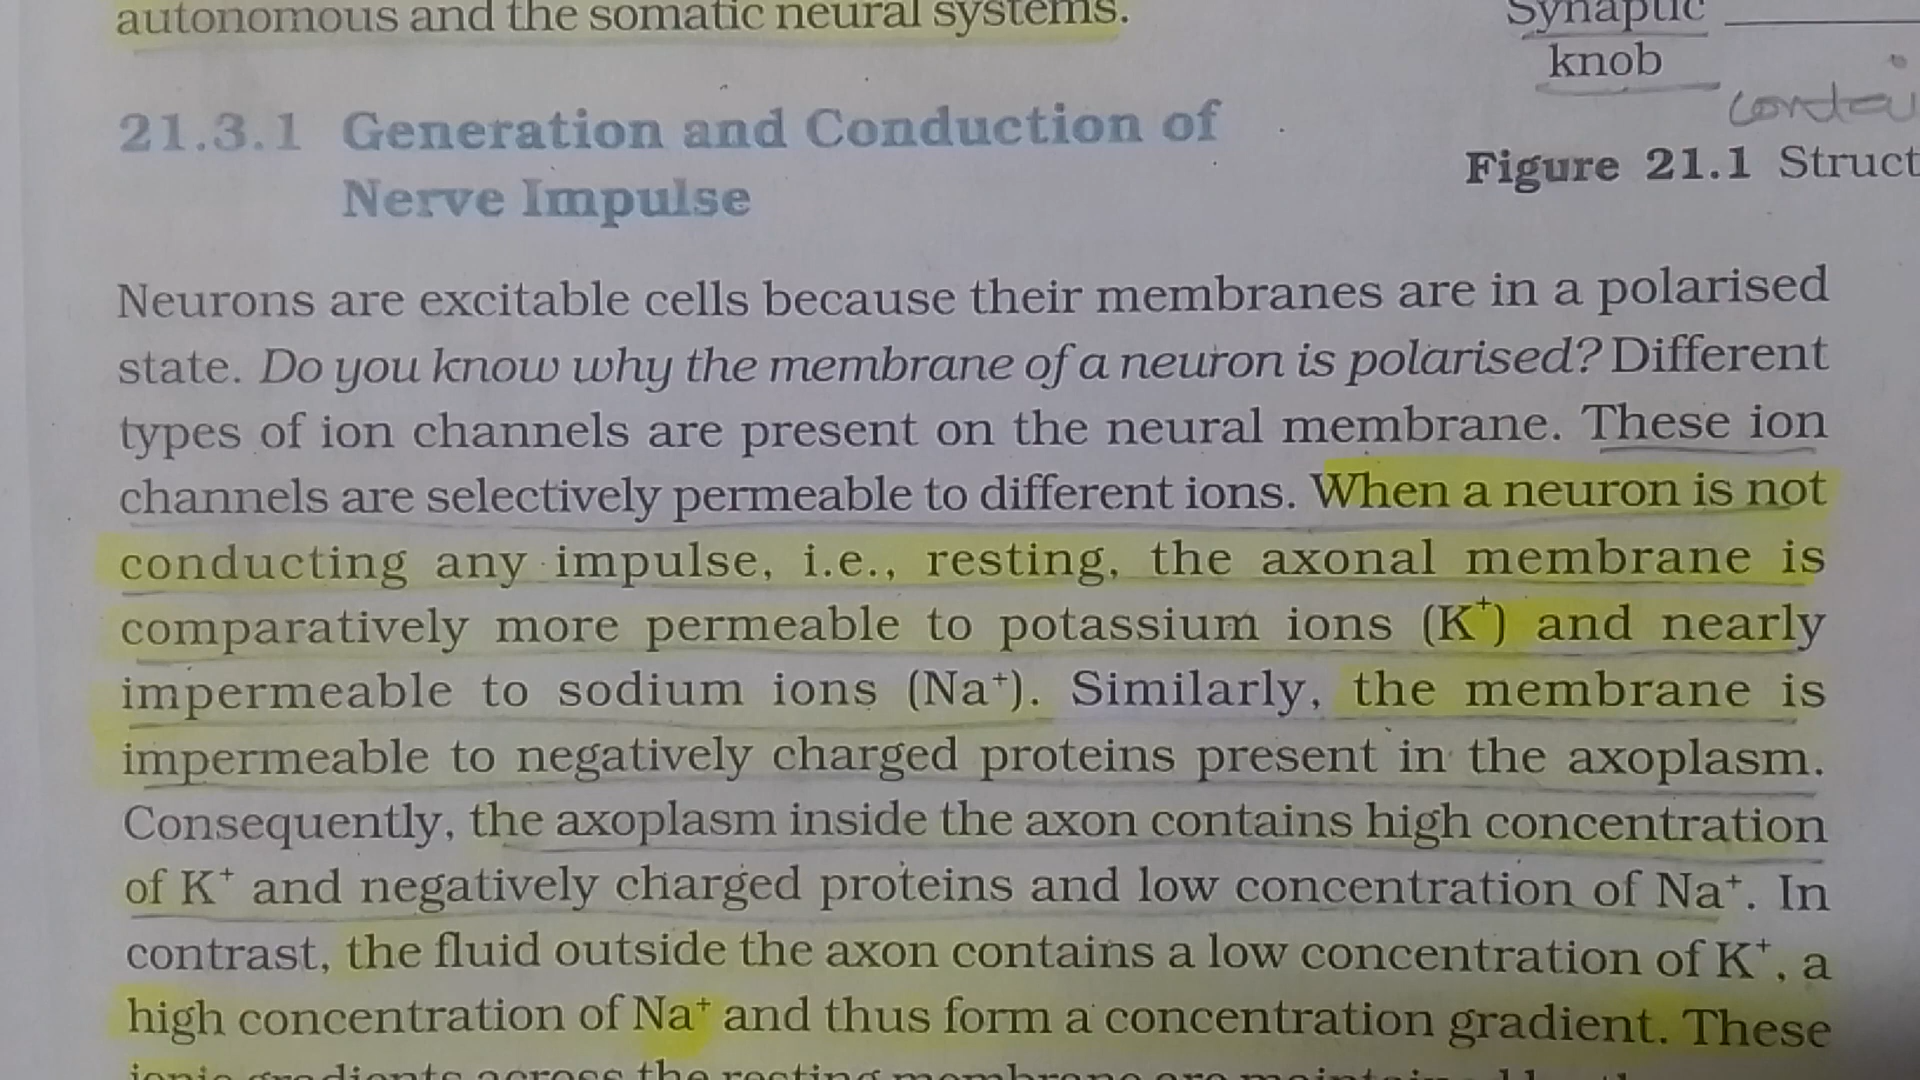 autonomous and the somatic neural systems.
Synaptic
knob
21.3.1 Generation and Conduction of
Nerve Impulse
Figure 21.1 Struct
Neurons are excitable cells because their membranes are in a polarised
state. Do you know why the membrane of a neuron is polarised? Different
types of ion channels are present on the neural membrane. These ion
channels are selectively permeable to different ions. When a neuron is not
conducting any impulse, i.e., resting, the axonal membrane is
comparatively more permeable to potassium ions (K⁺) and nearly
impermeable to sodium ions (Na⁺). Similarly, the membrane is
impermeable to negatively charged proteins present in the axoplasm.
Consequently, the axoplasm inside the axon contains high concentration
of K⁺ and negatively charged proteins and low concentration of Na⁺. In
contrast, the fluid outside the axon contains a low concentration of K⁺, a
high concentration of Na⁺ and thus form a concentration gradient. These
ionic gradients across the resting membrane are